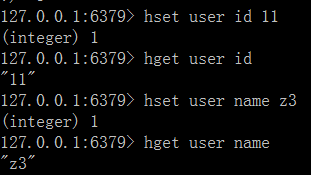 127.0.0.1:6379> hset user id 11
(integer) 1
127.0.0.1:6379> hget user id
"11"
127.0.0.1:6379> hset user name z3
(integer) 1
127.0.0.1:6379> hget user name
"z3"